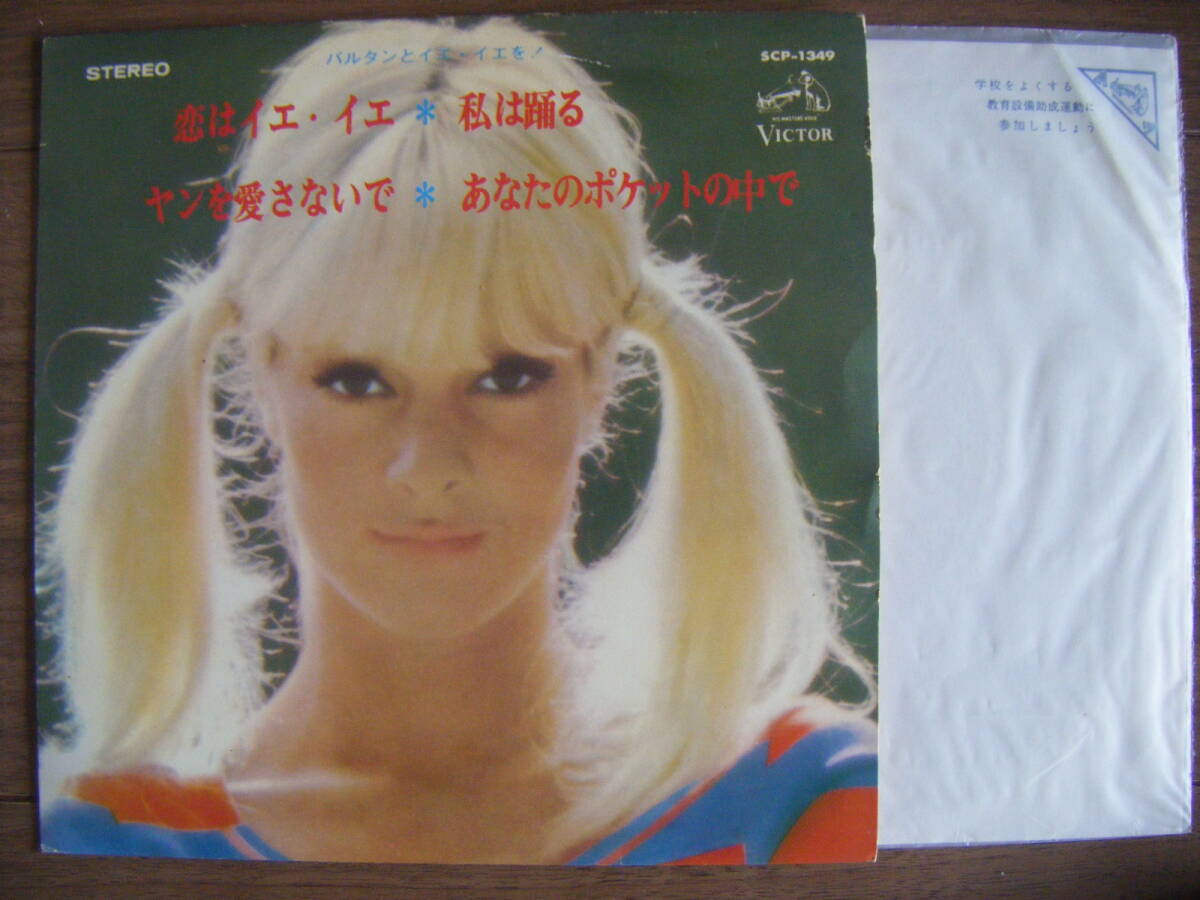 STEREO
バルタンとイエ・イエを!
SCP-1349
恋はイエ・イエ * 私は踊る
HIS MASTER'S VOICE
VICTOR
ヤンを愛さないで * あなたのポケットの中で
学校をよくする
教育設備助成運動に
参加しましょう